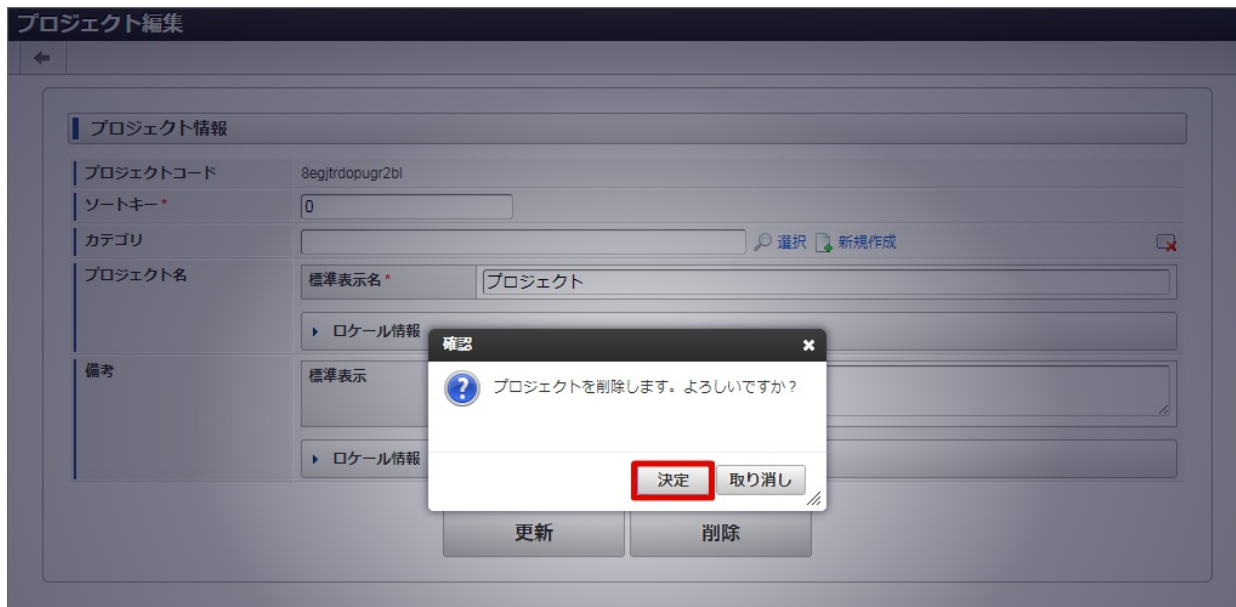 プロジェクト編集
プロジェクト情報
プロジェクトコード 8egjtrdopugr2bl
ソートキー* 0
カテゴリ 選択 新規作成
プロジェクト名 標準表示名* プロジェクト
ロケール情報
確認
備考 標準表示
プロジェクトを削除します。よろしいですか？
ロケール情報
決定 取り消し
更新 削除